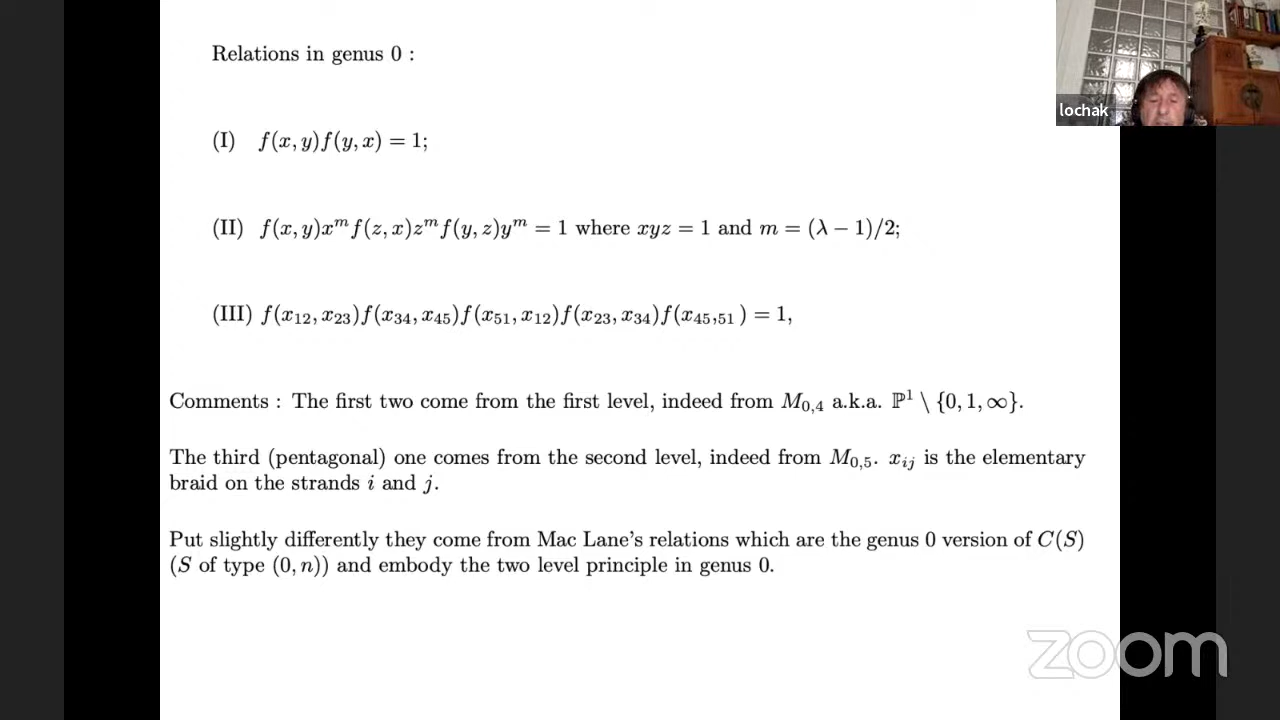 Relations in genus 0 :
lochak
(I) f(x, y)f(y, x) = 1;
(II) f(x, y)x^m f(z, x)z^m f(y, z)y^m = 1 where xyz = 1 and m = (λ − 1)/2;
(III) f(x₁₂, x₂₃)f(x₃₄, x₄₅)f(x₅₁, x₁₂)f(x₂₃, x₃₄)f(x₄₅,₅₁ ) = 1,
Comments : The first two come from the first level, indeed from M₀,₄ a.k.a. ℙ¹ \ {0, 1, ∞}.
The third (pentagonal) one comes from the second level, indeed from M₀,₅. xᵢⱼ is the elementary
braid on the strands i and j.
Put slightly differently they come from Mac Lane's relations which are the genus 0 version of C(S)
(S of type (0, n)) and embody the two level principle in genus 0.
zoom